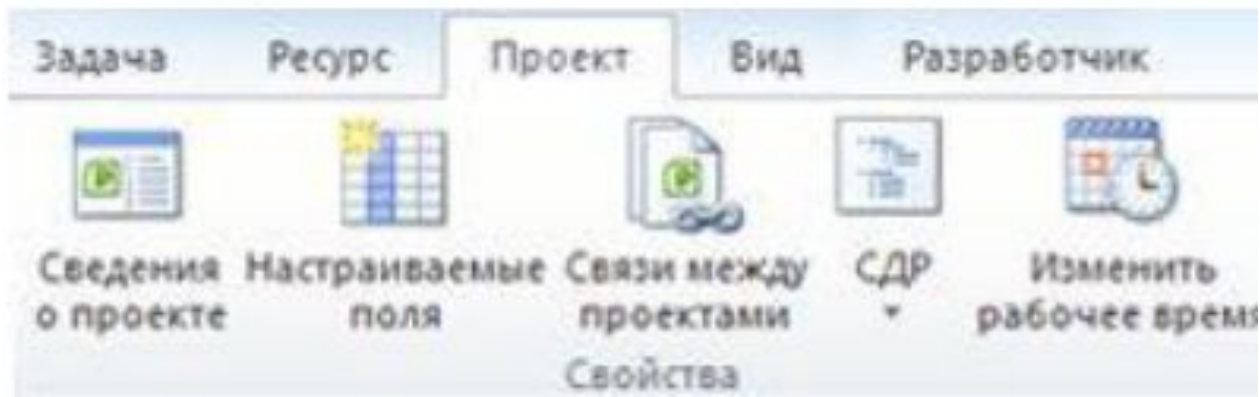 Задача Ресурс Проект Вид Разработчик
Сведения о проекте
Настраиваемые поля
Связи между проектами
СДР
Изменить рабочее время
Свойства